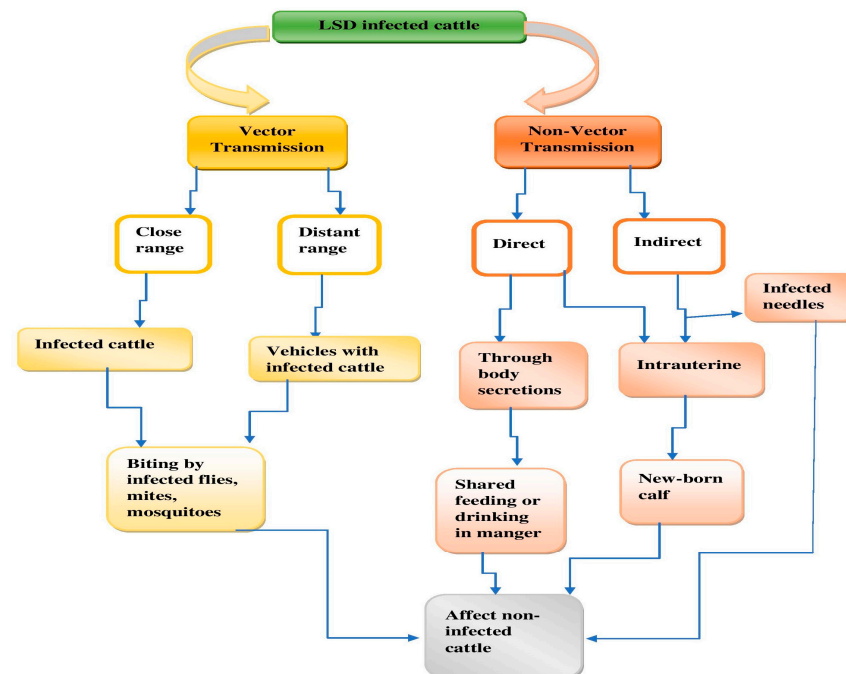 LSD infected cattle
Vector
Transmission
Non-Vector
Transmission
Close
range
Distant
range
Direct
Indirect
Infected
needles
Infected cattle
Vehicles with
infected cattle
Through
body
secretions
Intrauterine
Biting by
infected flies,
mites,
mosquitoes
Shared
feeding or
drinking
in manger
New-born
calf
Affect non-
infected
cattle